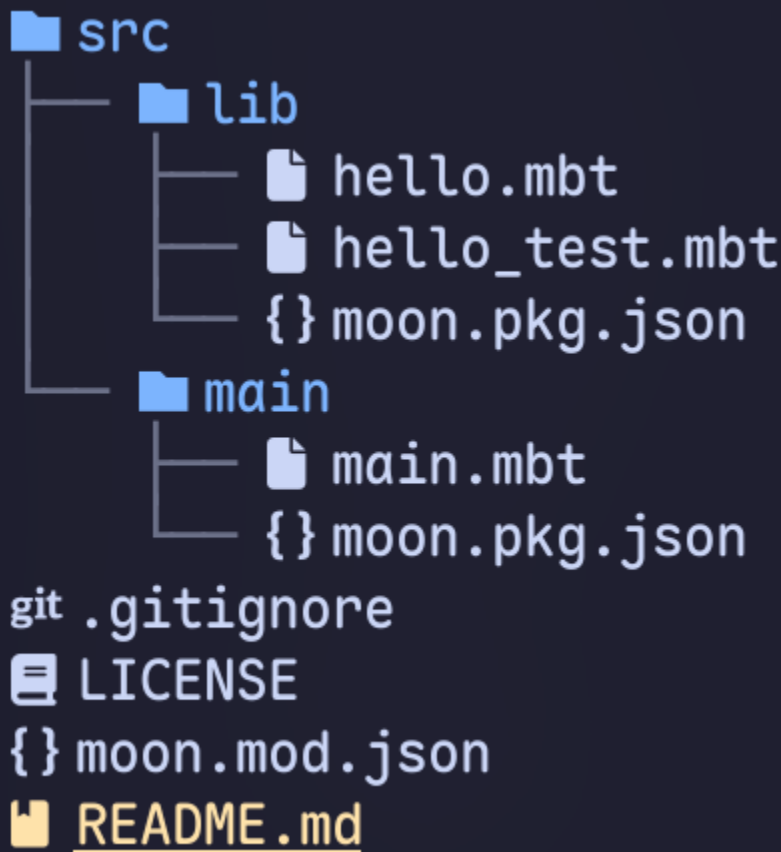 src
lib
hello.mbt
hello_test.mbt
{} moon.pkg.json
main
main.mbt
{} moon.pkg.json
git .gitignore
LICENSE
{} moon.mod.json
README.md